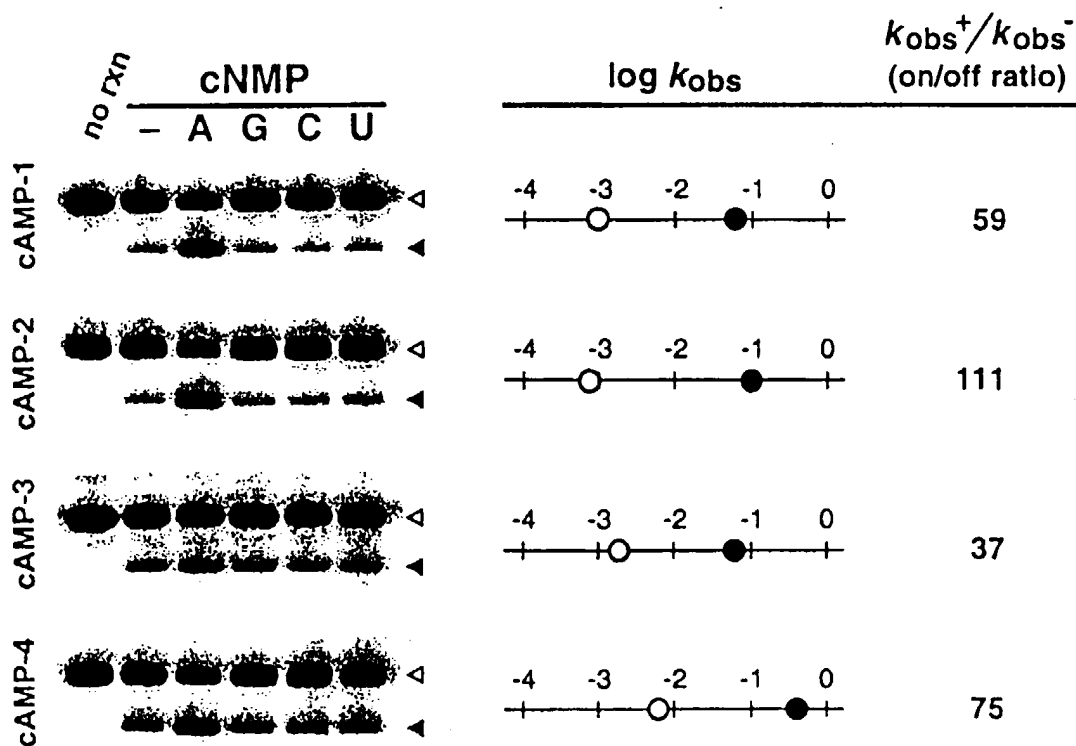 no rxn
cNMP
– A G C U
log kobs
kobs+/kobs-
(on/off ratio)
cAMP-1
-4 -3 -2 -1 0
59
cAMP-2
-4 -3 -2 -1 0
111
cAMP-3
-4 -3 -2 -1 0
37
cAMP-4
-4 -3 -2 -1 0
75